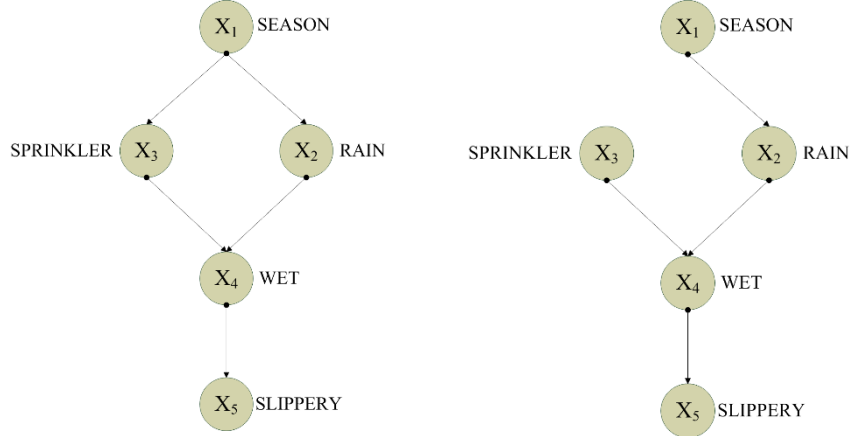 X₁ SEASON
SPRINKLER X₃ X₂ RAIN
X₄ WET
X₅ SLIPPERY
X₁ SEASON
SPRINKLER X₃ X₂ RAIN
X₄ WET
X₅ SLIPPERY